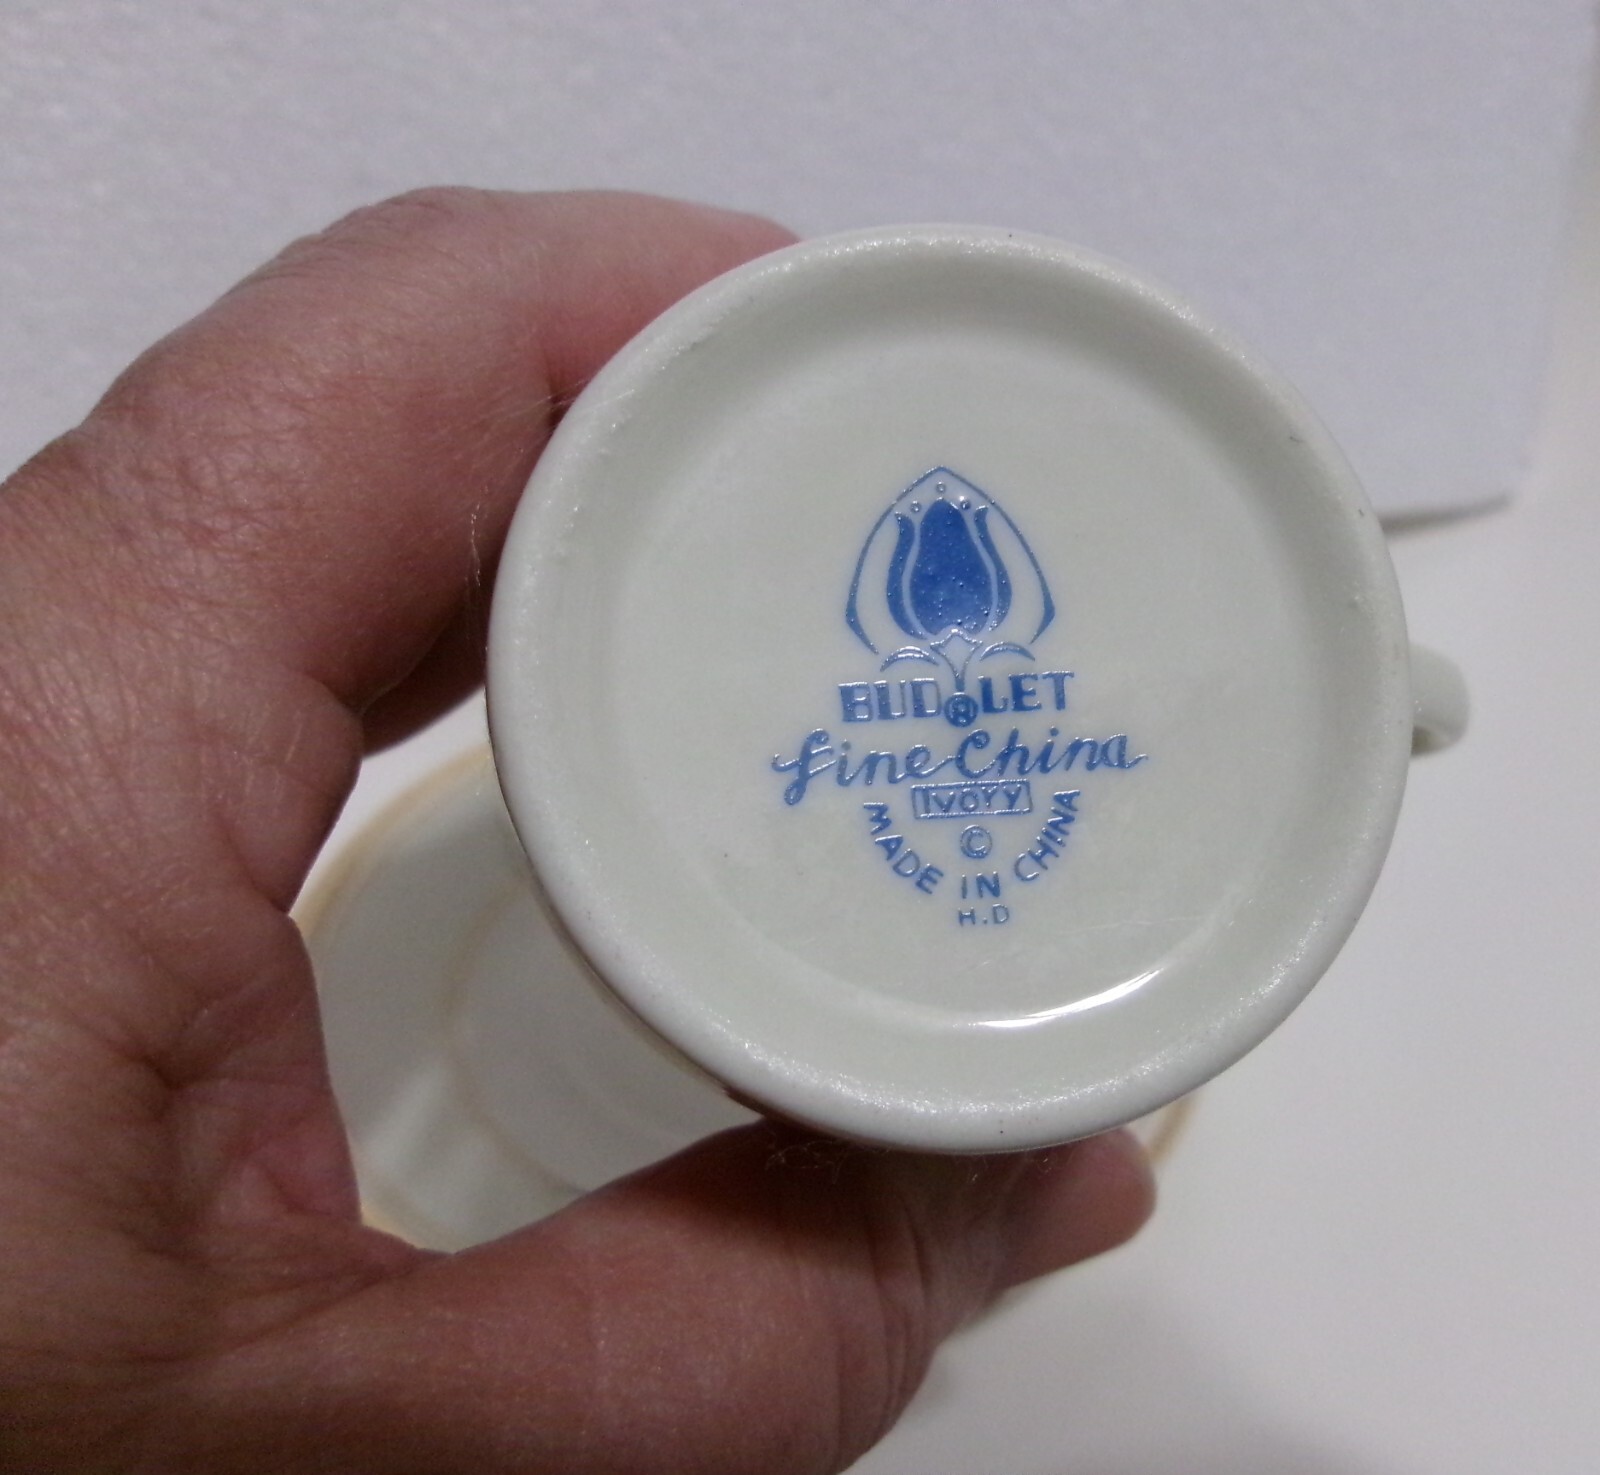 BUD®LET
Fine China
Ivory
©
MADE IN CHINA
H.D